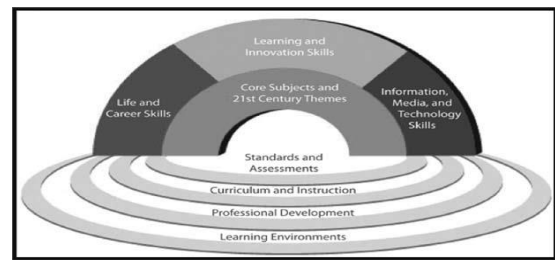 Learning and
Innovation Skills
Core Subjects and
21st Century Themes
Life and
Career Skills
Information,
Media, and
Technology
Skills
Standards and
Assessments
Curriculum and Instruction
Professional Development
Learning Environments